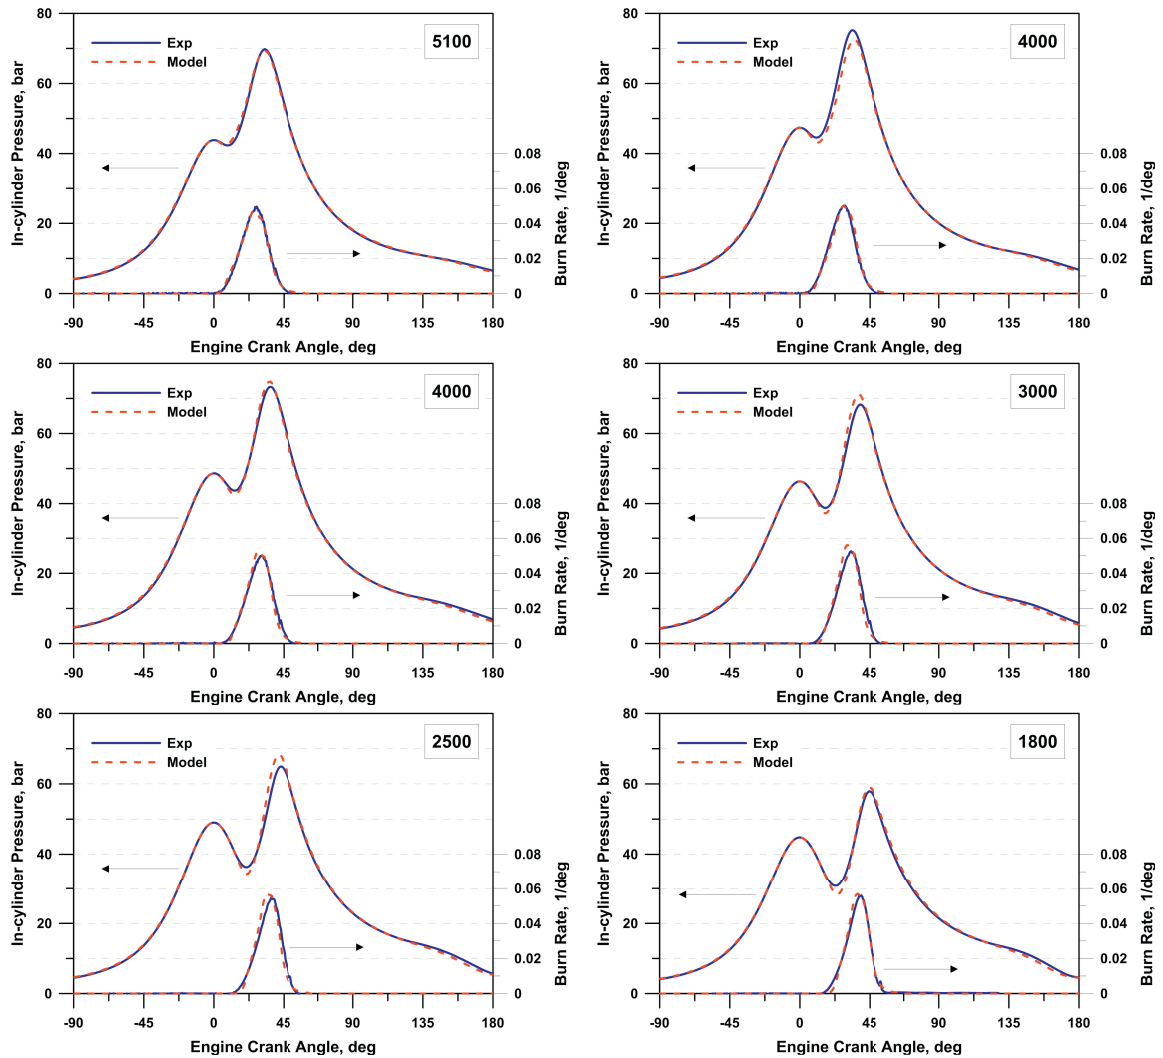 80
60
40
20
0
In-cylinder Pressure, bar
Exp
Model
5100
0.08
0.06
0.04
0.02
0
Burn Rate, 1/deg
-90 -45 0 45 90 135 180
Engine Crank Angle, deg
80
60
40
20
0
In-cylinder Pressure, bar
Exp
Model
4000
0.08
0.06
0.04
0.02
0
Burn Rate, 1/deg
-90 -45 0 45 90 135 180
Engine Crank Angle, deg
80
60
40
20
0
In-cylinder Pressure, bar
Exp
Model
4000
0.08
0.06
0.04
0.02
0
Burn Rate, 1/deg
-90 -45 0 45 90 135 180
Engine Crank Angle, deg
80
60
40
20
0
In-cylinder Pressure, bar
Exp
Model
3000
0.08
0.06
0.04
0.02
0
Burn Rate, 1/deg
-90 -45 0 45 90 135 180
Engine Crank Angle, deg
80
60
40
20
0
In-cylinder Pressure, bar
Exp
Model
2500
0.08
0.06
0.04
0.02
0
Burn Rate, 1/deg
-90 -45 0 45 90 135 180
Engine Crank Angle, deg
80
60
40
20
0
In-cylinder Pressure, bar
Exp
Model
1800
0.08
0.06
0.04
0.02
0
Burn Rate, 1/deg
-90 -45 0 45 90 135 180
Engine Crank Angle, deg